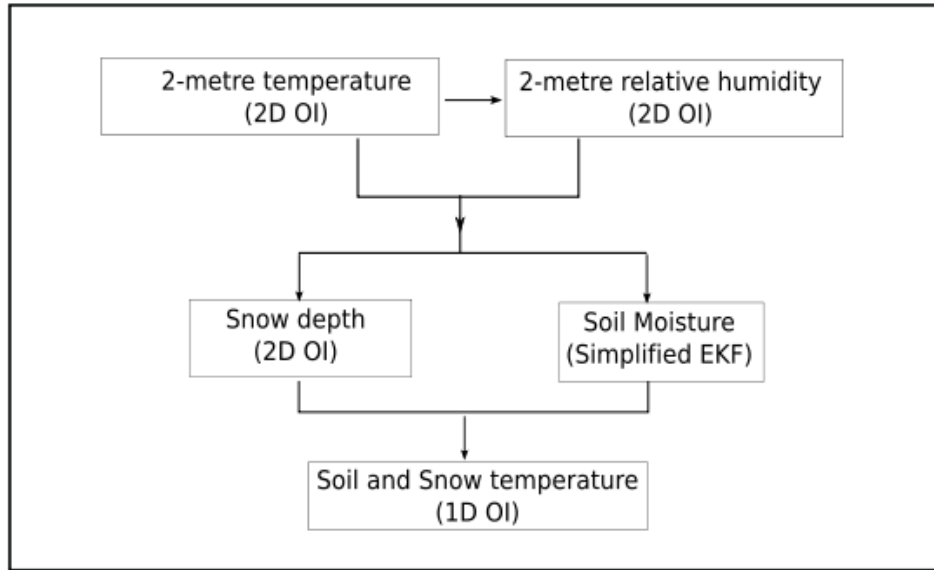 2-metre temperature
(2D OI)
2-metre relative humidity
(2D OI)
Snow depth
(2D OI)
Soil Moisture
(Simplified EKF)
Soil and Snow temperature
(1D OI)